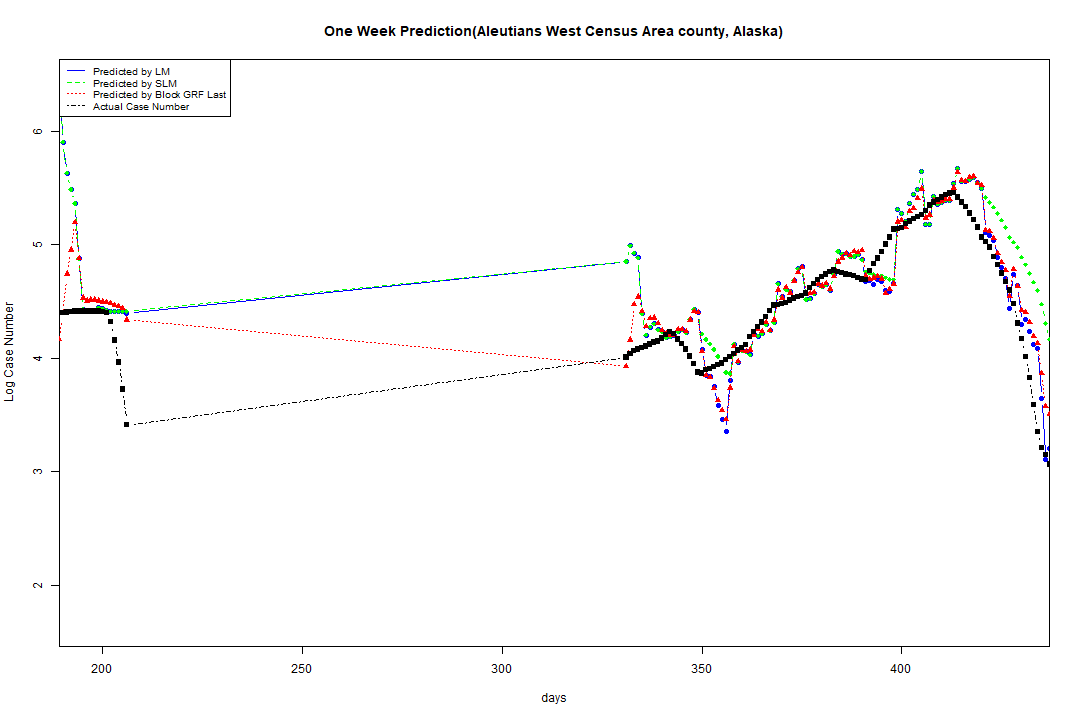 One Week Prediction(Aleutians West Census Area county, Alaska)
Predicted by LM
Predicted by SLM
Predicted by Block GRF Last
Actual Case Number
6
5
4
3
2
Log Case Number
200 250 300 350 400
days